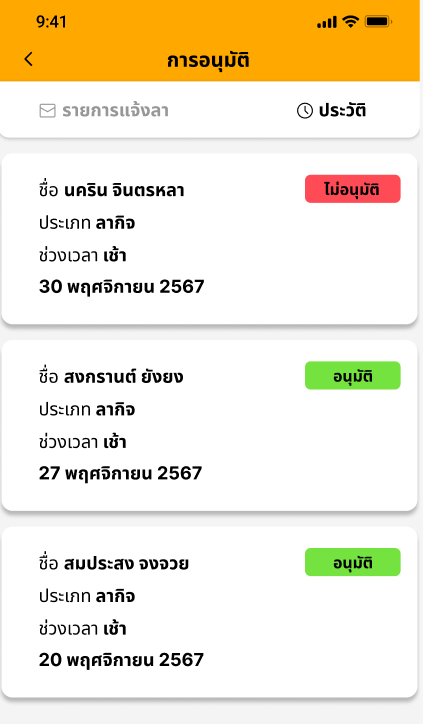 9:41
การอนุมัติ
รายการแจ้งลา
ประวัติ
ชื่อ นคริน จินตรหลา
ไม่อนุมัติ
ประเภท ลากิจ
ช่วงเวลา เช้า
30 พฤศจิกายน 2567
ชื่อ สงกรานต์ ยังยง
อนุมัติ
ประเภท ลากิจ
ช่วงเวลา เช้า
27 พฤศจิกายน 2567
ชื่อ สมประสง จงจวย
อนุมัติ
ประเภท ลากิจ
ช่วงเวลา เช้า
20 พฤศจิกายน 2567